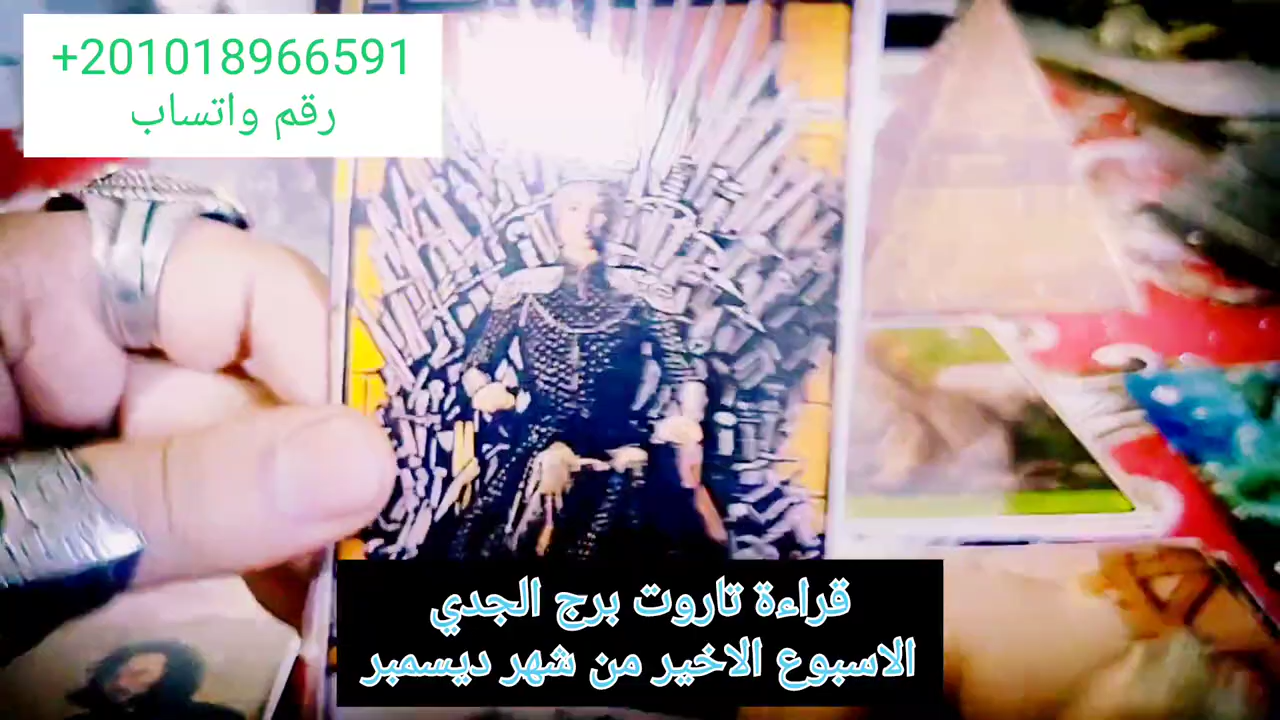 +201018966591
رقم واتساب
قراءة تاروت برج الجدي
الاسبوع الاخير من شهر ديسمبر